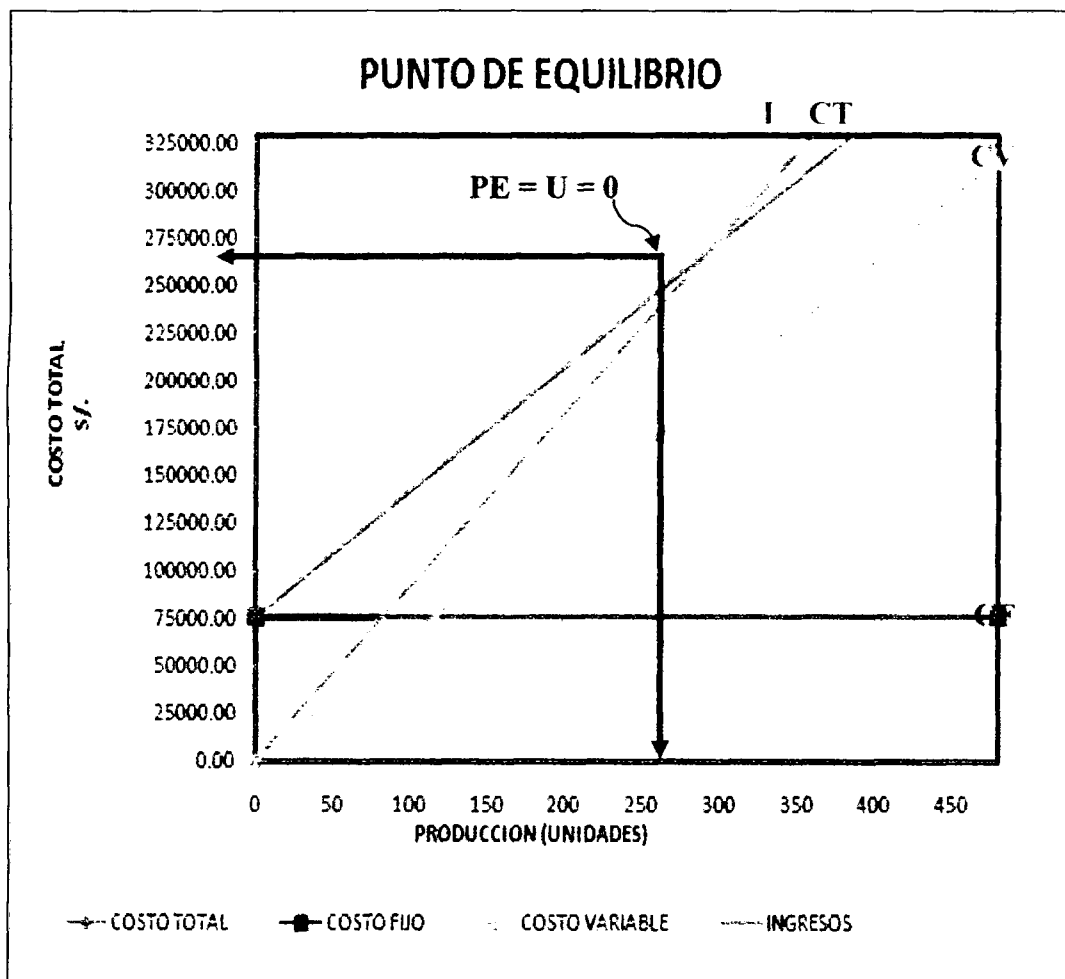 PUNTO DE EQUILIBRIO
I CT
CV
PE = U = 0
325000.00
300000.00
275000.00
250000.00
225000.00
200000.00
175000.00
150000.00
125000.00
100000.00
75000.00
50000.00
25000.00
0.00
COSTO TOTAL
S/.
CF
0 50 100 150 200 250 300 350 400 450
PRODUCCION (UNIDADES)
COSTO TOTAL COSTO FIJO COSTO VARIABLE INGRESOS